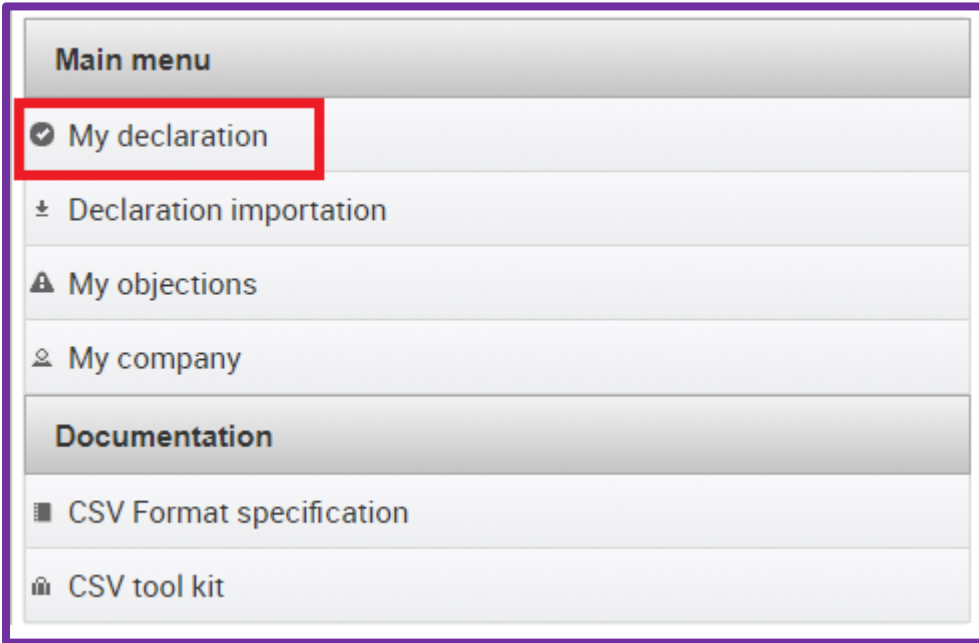 Main menu
My declaration
Declaration importation
My objections
My company
Documentation
CSV Format specification
CSV tool kit